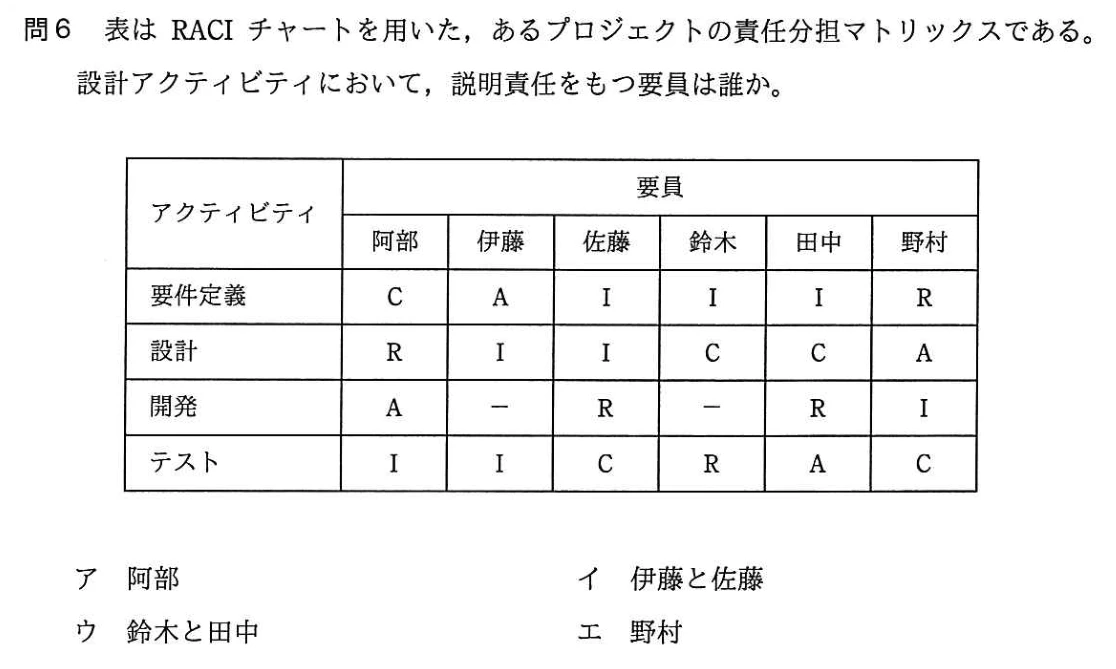 問6 表は RACI チャートを用いた，あるプロジェクトの責任分担マトリックスである。
設計アクティビティにおいて，説明責任をもつ要員は誰か。
アクティビティ 要員
阿部 伊藤 佐藤 鈴木 田中 野村
要件定義 C A I I I R
設計 R I I C C A
開発 A － R － R I
テスト I I C R A C
ア 阿部 イ 伊藤と佐藤
ウ 鈴木と田中 エ 野村